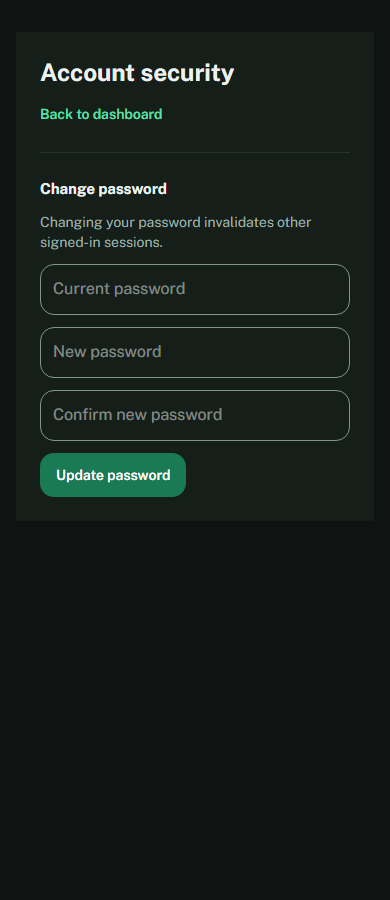 Account security
Back to dashboard
Change password
Changing your password invalidates other
signed-in sessions.
Current password
New password
Confirm new password
Update password